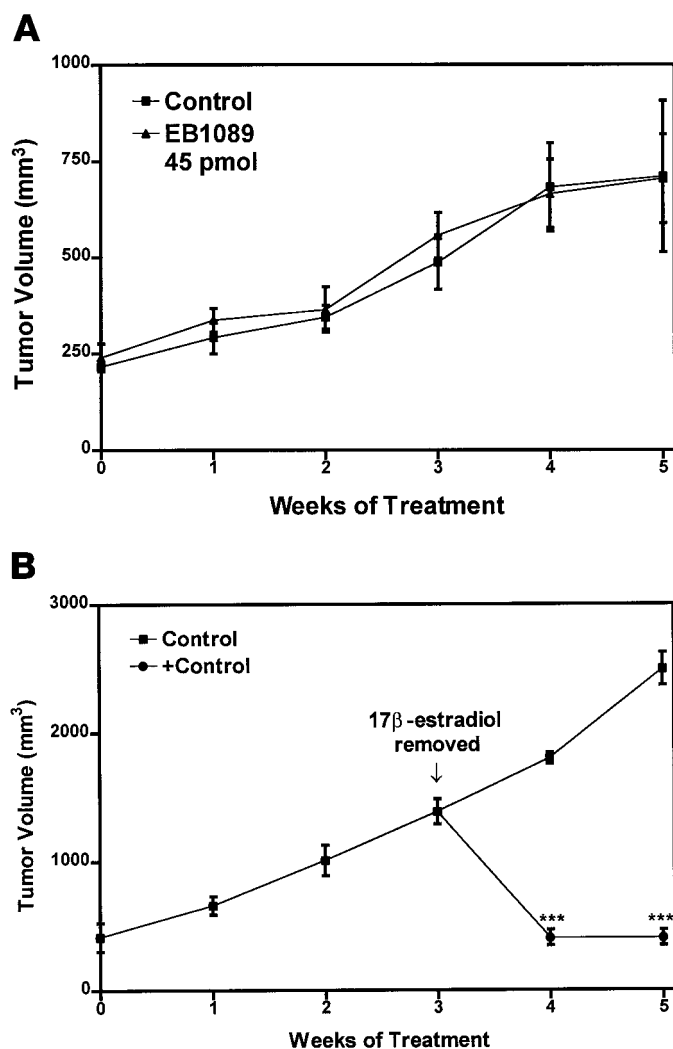 A
1000
750
500
250
0
Tumor Volume (mm³)
Control
EB1089
45 pmol
0 1 2 3 4 5
Weeks of Treatment
B
3000
2000
1000
0
Tumor Volume (mm³)
Control
+Control
17β-estradiol
removed
↓
*** ***
0 1 2 3 4 5
Weeks of Treatment